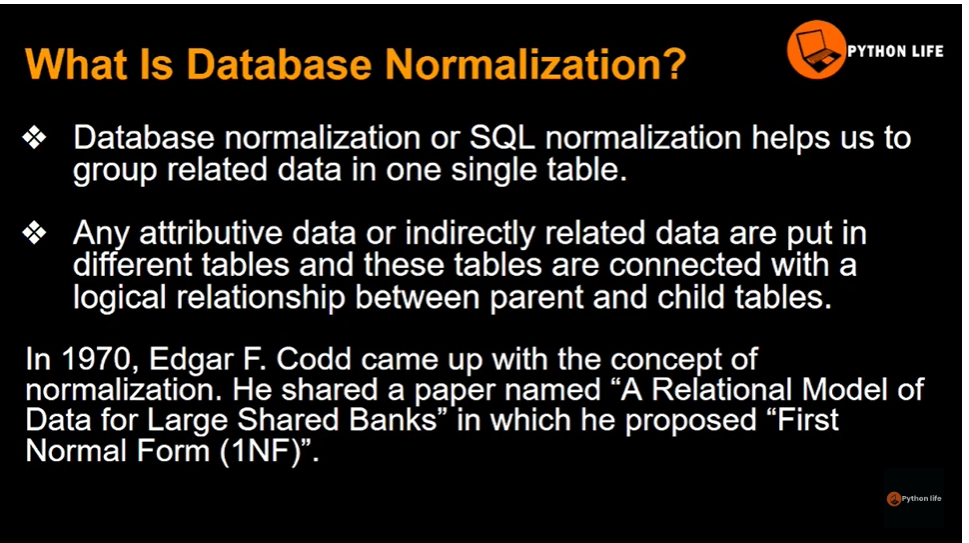 What Is Database Normalization?
PYTHON LIFE
❖ Database normalization or SQL normalization helps us to
group related data in one single table.
❖ Any attributive data or indirectly related data are put in
different tables and these tables are connected with a
logical relationship between parent and child tables.
In 1970, Edgar F. Codd came up with the concept of
normalization. He shared a paper named “A Relational Model of
Data for Large Shared Banks” in which he proposed “First
Normal Form (1NF)”.
Python life